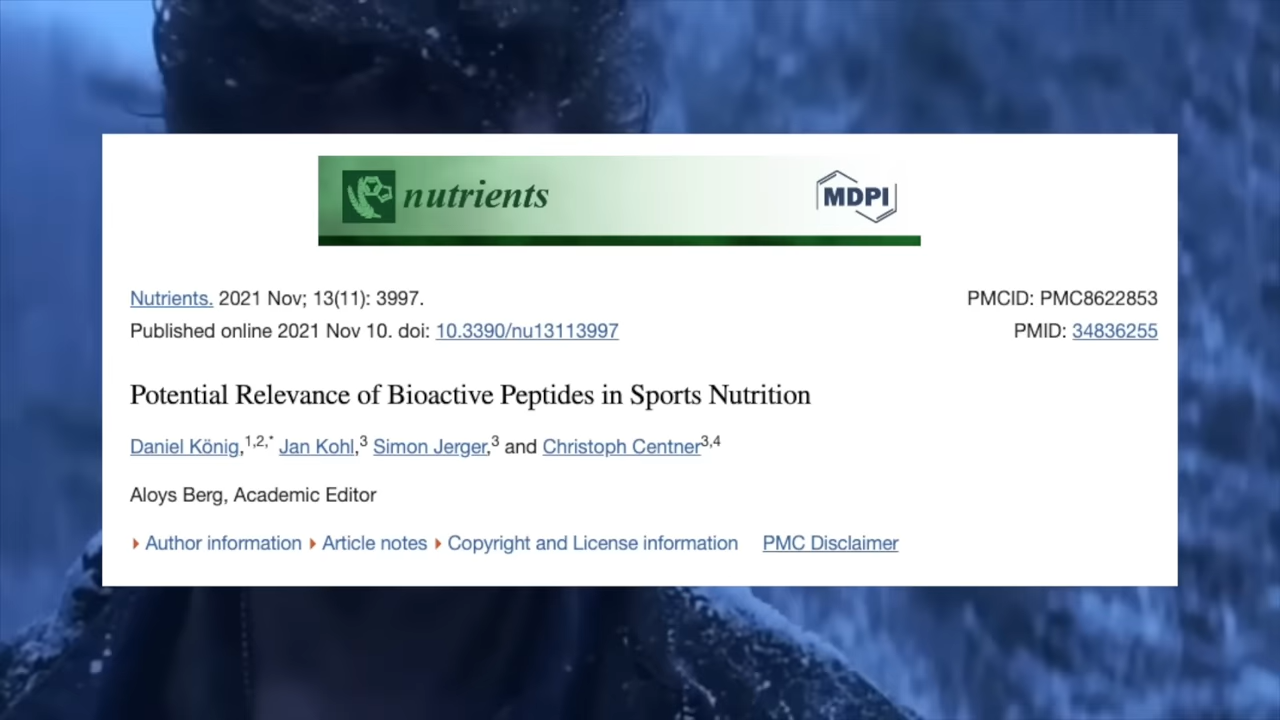 nutrients
MDPI
Nutrients. 2021 Nov; 13(11): 3997.
PMCID: PMC8622853
Published online 2021 Nov 10. doi: 10.3390/nu13113997
PMID: 34836255
Potential Relevance of Bioactive Peptides in Sports Nutrition
Daniel König,1,2,* Jan Kohl,3 Simon Jerger,3 and Christoph Centner3,4
Aloys Berg, Academic Editor
Author information Article notes Copyright and License information PMC Disclaimer